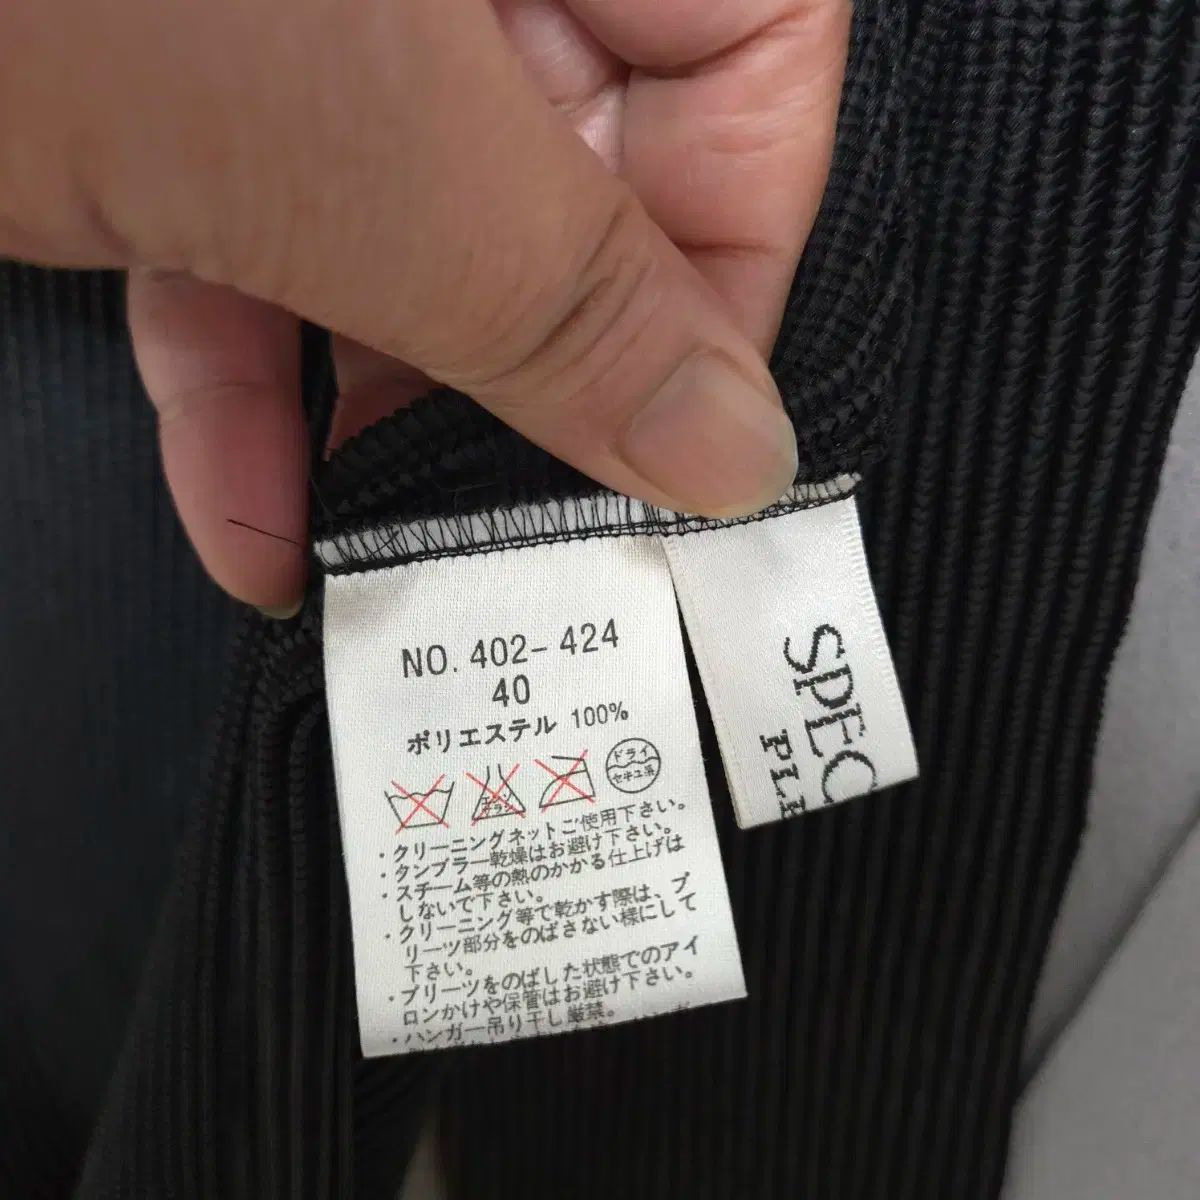 NO. 402-424
40
ポリエステル 100%
エンソ
サラシ
ドライ
セキユ系
・クリーニングネットご使用下さい。
・タンブラー乾燥はお避け下さい。
・スチーム等の熱のかかる仕上げは
しないで下さい。
・クリーニング等で乾かす際は、プ
リーツ部分をのばさない様にして
下さい。
・プリーツをのばした状態でのアイ
ロンかけや保管はお避け下さい。
・ハンガー吊り干し厳禁。
SPEC
PLE